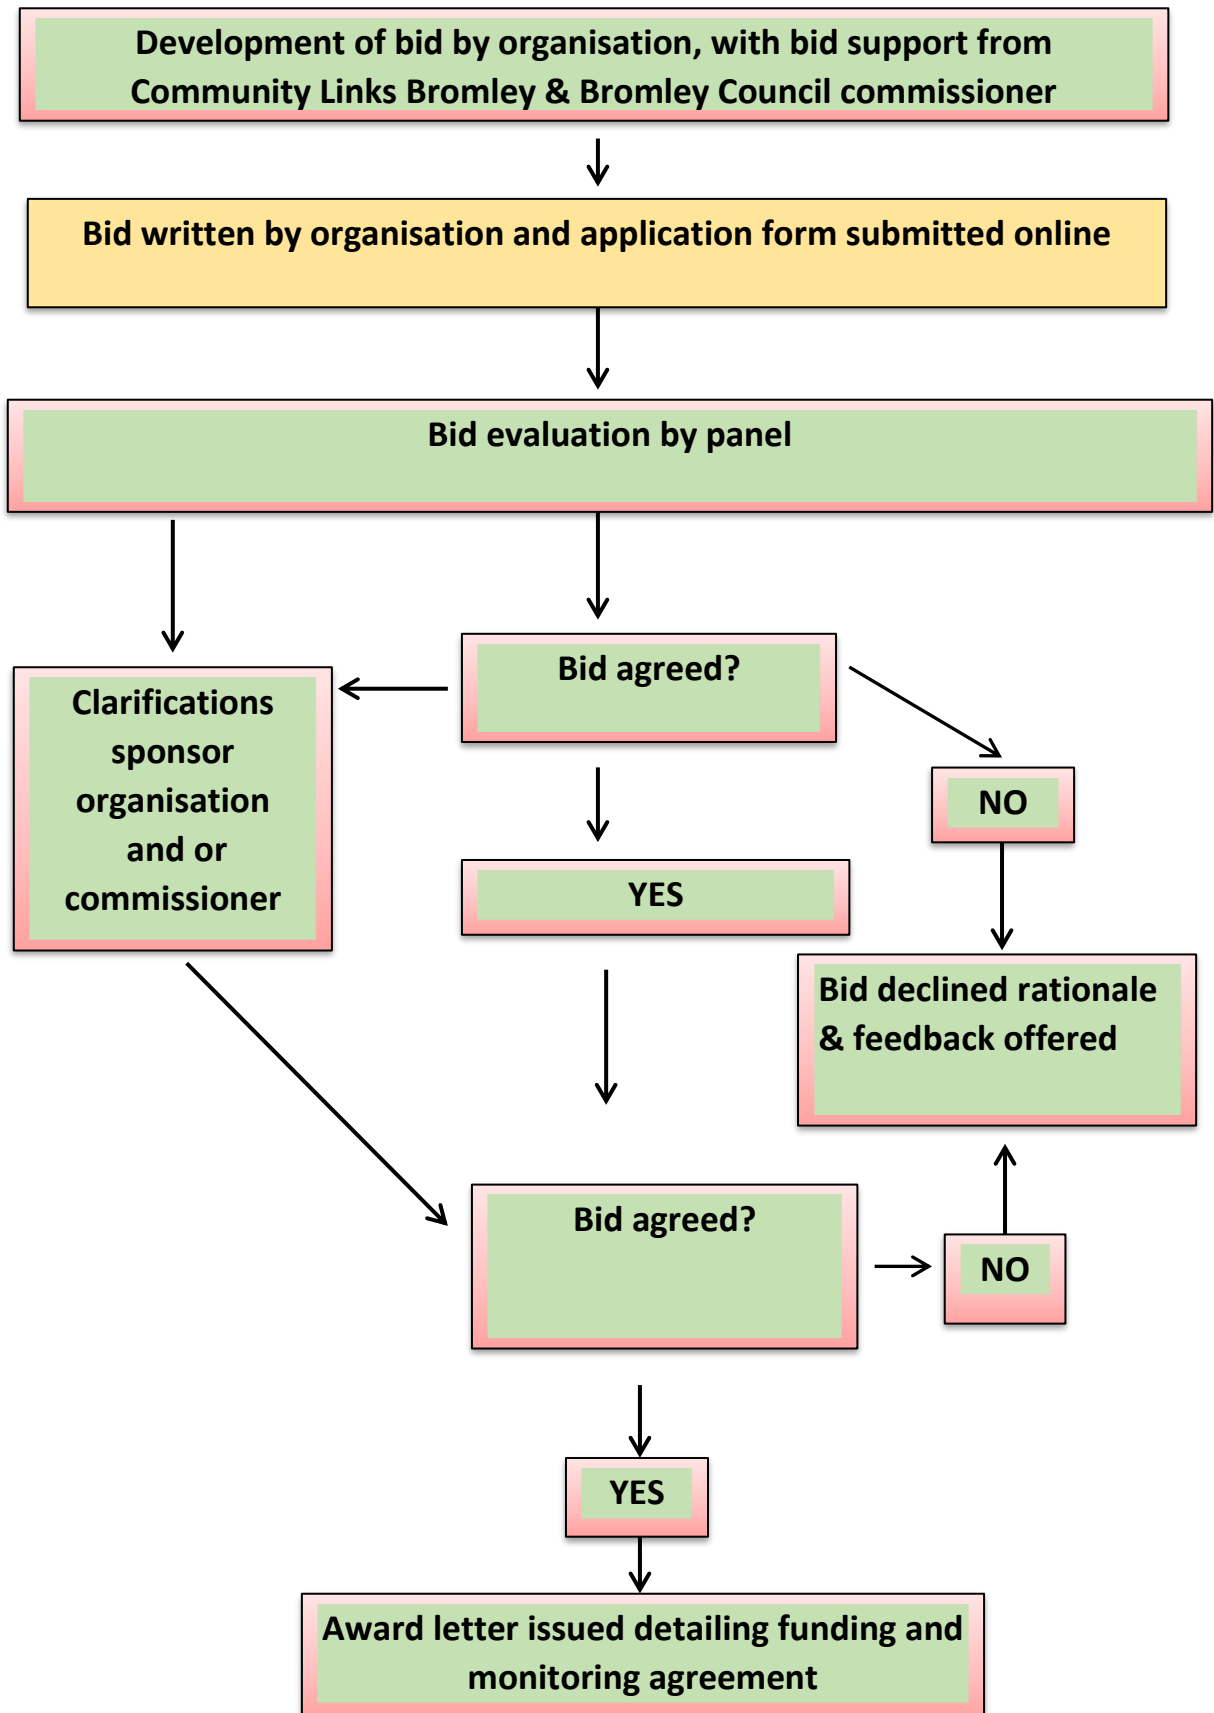 Development of bid by organisation, with bid support from
Community Links Bromley & Bromley Council commissioner
Bid written by organisation and application form submitted online
Bid evaluation by panel
Bid agreed?
Clarifications
sponsor
organisation
and or
commissioner
NO
YES
Bid declined rationale
& feedback offered
Bid agreed?
NO
YES
Award letter issued detailing funding and
monitoring agreement